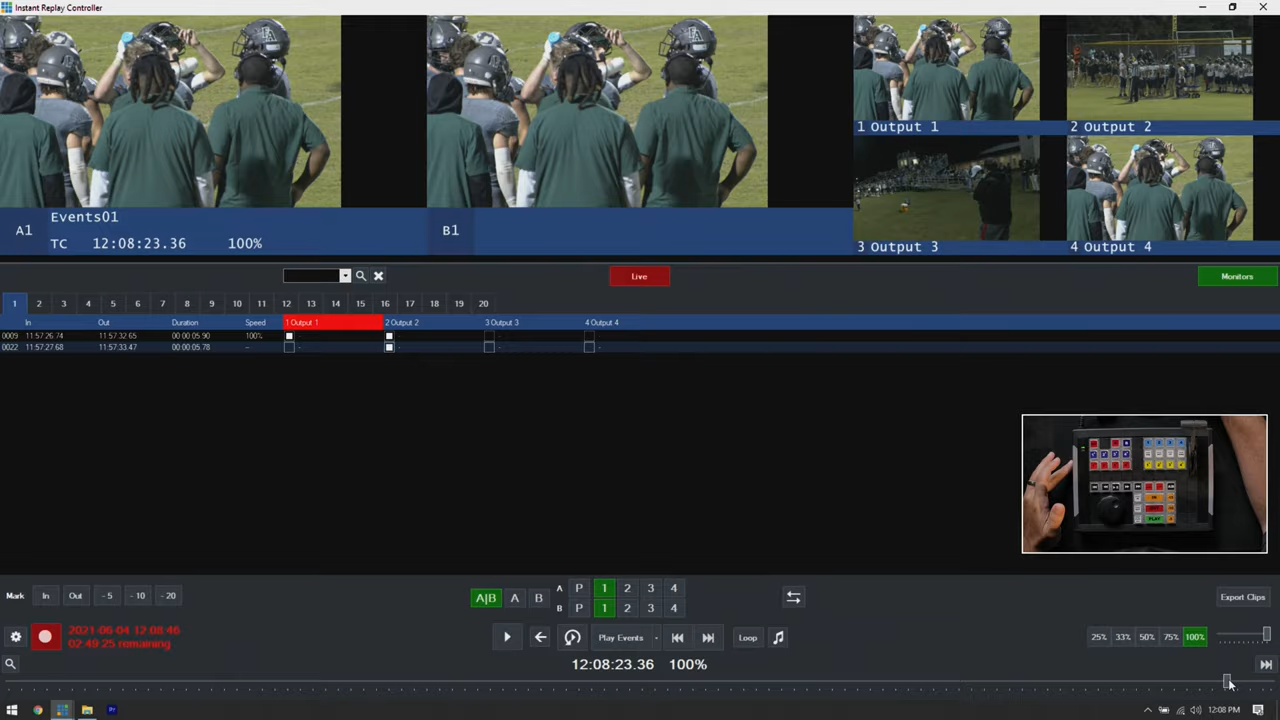 Instant Replay Controller
A1
Events01
TC 12:08:23.36 100%
B1
1 Output 1
2 Output 2
3 Output 3
4 Output 4
Live
Monitors
1 2 3 4 5 6 7 8 9 10 11 12 13 14 15 16 17 18 19 20
In Out Duration Speed 1 Output 1 2 Output 2 3 Output 3 4 Output 4
0009 11:57:26.74 11:57:32.65 00:00:05.90 100% - -
0022 11:57:27.68 11:57:33.47 00:00:05.78 -- - - - -
Mark In Out - 5 - 10 - 20
A|B A B
A P 1 2 3 4
B P 1 2 3 4
Export Clips
2021-06-04 12:08:46
02:49:25 remaining
Play Events
Loop
25% 33% 50% 75% 100%
12:08:23.36 100%
PLAY
Pr
12:08 PM